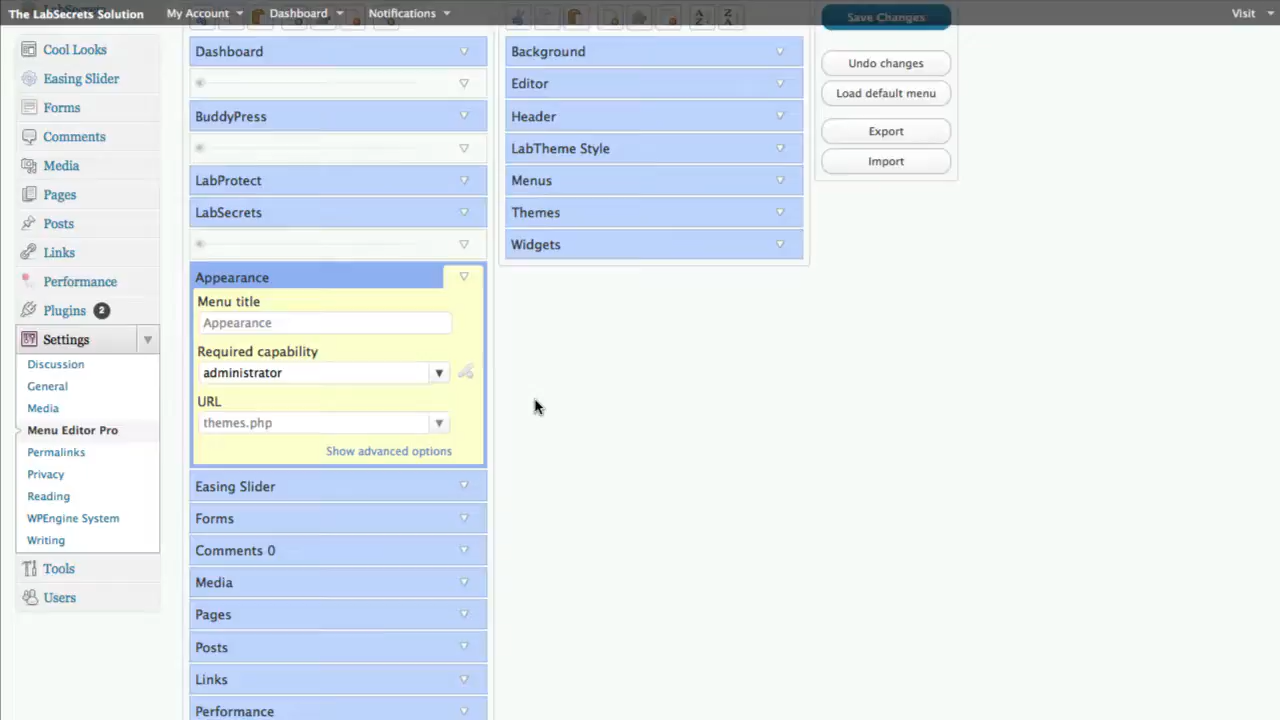 The LabSecrets Solution
My Account
Dashboard
Notifications
Visit
Cool Looks
Easing Slider
Forms
Comments
Media
Pages
Posts
Links
Performance
Plugins 2
Settings
Discussion
General
Media
Menu Editor Pro
Permalinks
Privacy
Reading
WPEngine System
Writing
Tools
Users
Dashboard
BuddyPress
LabProtect
LabSecrets
Appearance
Menu title
Appearance
Required capability
administrator
URL
themes.php
Show advanced options
Easing Slider
Forms
Comments 0
Media
Pages
Posts
Links
Performance
Background
Editor
Header
LabTheme Style
Menus
Themes
Widgets
Save Changes
Undo changes
Load default menu
Export
Import